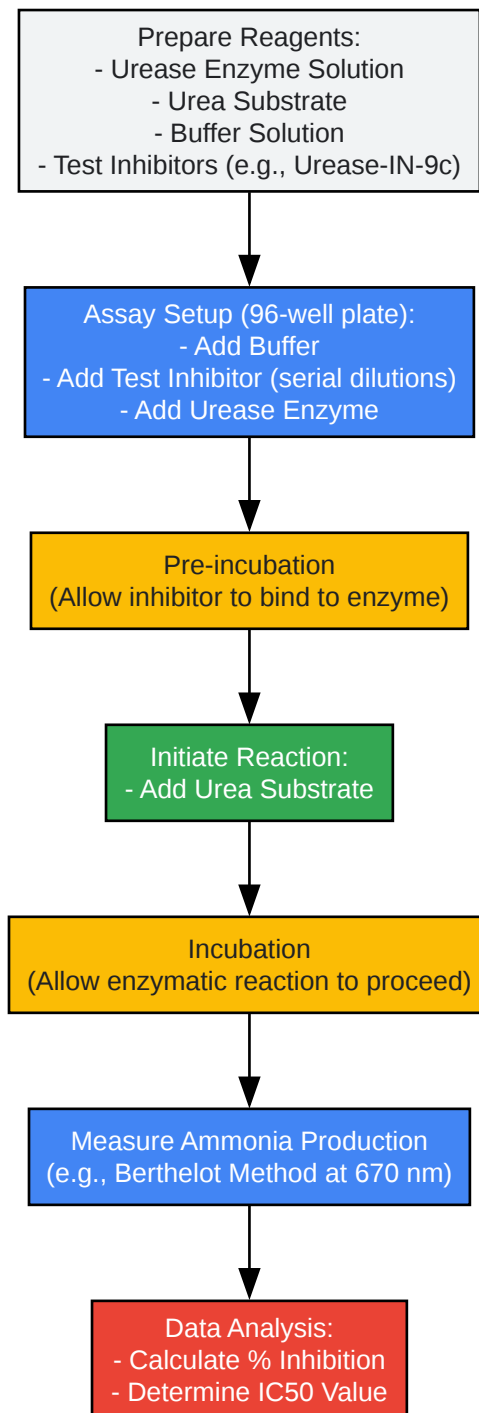 Prepare Reagents:
- Urease Enzyme Solution
- Urea Substrate
- Buffer Solution
- Test Inhibitors (e.g., Urease-IN-9c)
Assay Setup (96-well plate):
- Add Buffer
- Add Test Inhibitor (serial dilutions)
- Add Urease Enzyme
Pre-incubation
(Allow inhibitor to bind to enzyme)
Initiate Reaction:
- Add Urea Substrate
Incubation
(Allow enzymatic reaction to proceed)
Measure Ammonia Production
(e.g., Berthelot Method at 670 nm)
Data Analysis:
- Calculate % Inhibition
- Determine IC50 Value